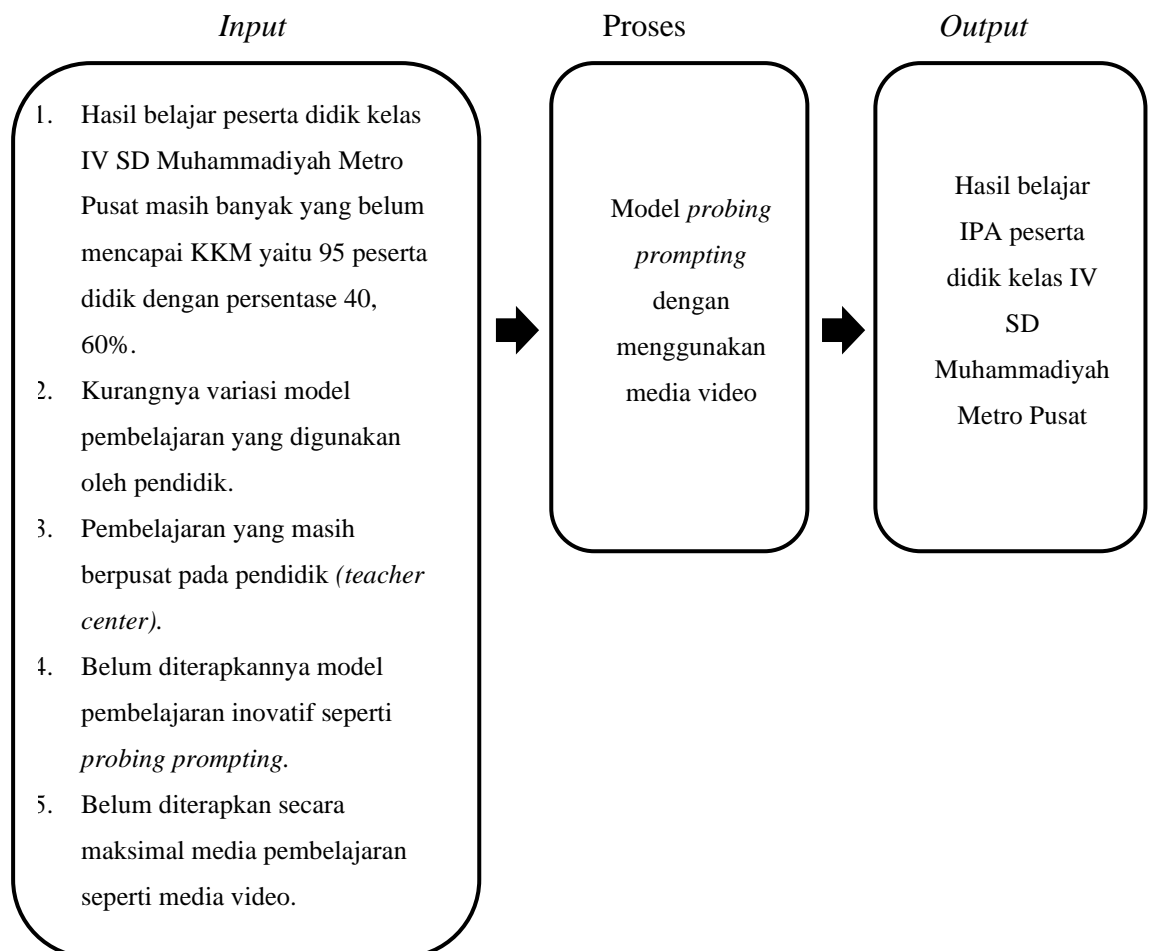 Input
Proses
Output
1. Hasil belajar peserta didik kelas
IV SD Muhammadiyah Metro
Pusat masih banyak yang belum
mencapai KKM yaitu 95 peserta
didik dengan persentase 40,
60%.
2. Kurangnya variasi model
pembelajaran yang digunakan
oleh pendidik.
3. Pembelajaran yang masih
berpusat pada pendidik (teacher
center).
4. Belum diterapkannya model
pembelajaran inovatif seperti
probing prompting.
5. Belum diterapkan secara
maksimal media pembelajaran
seperti media video.
Model probing
prompting
dengan
menggunakan
media video
Hasil belajar
IPA peserta
didik kelas IV
SD
Muhammadiyah
Metro Pusat